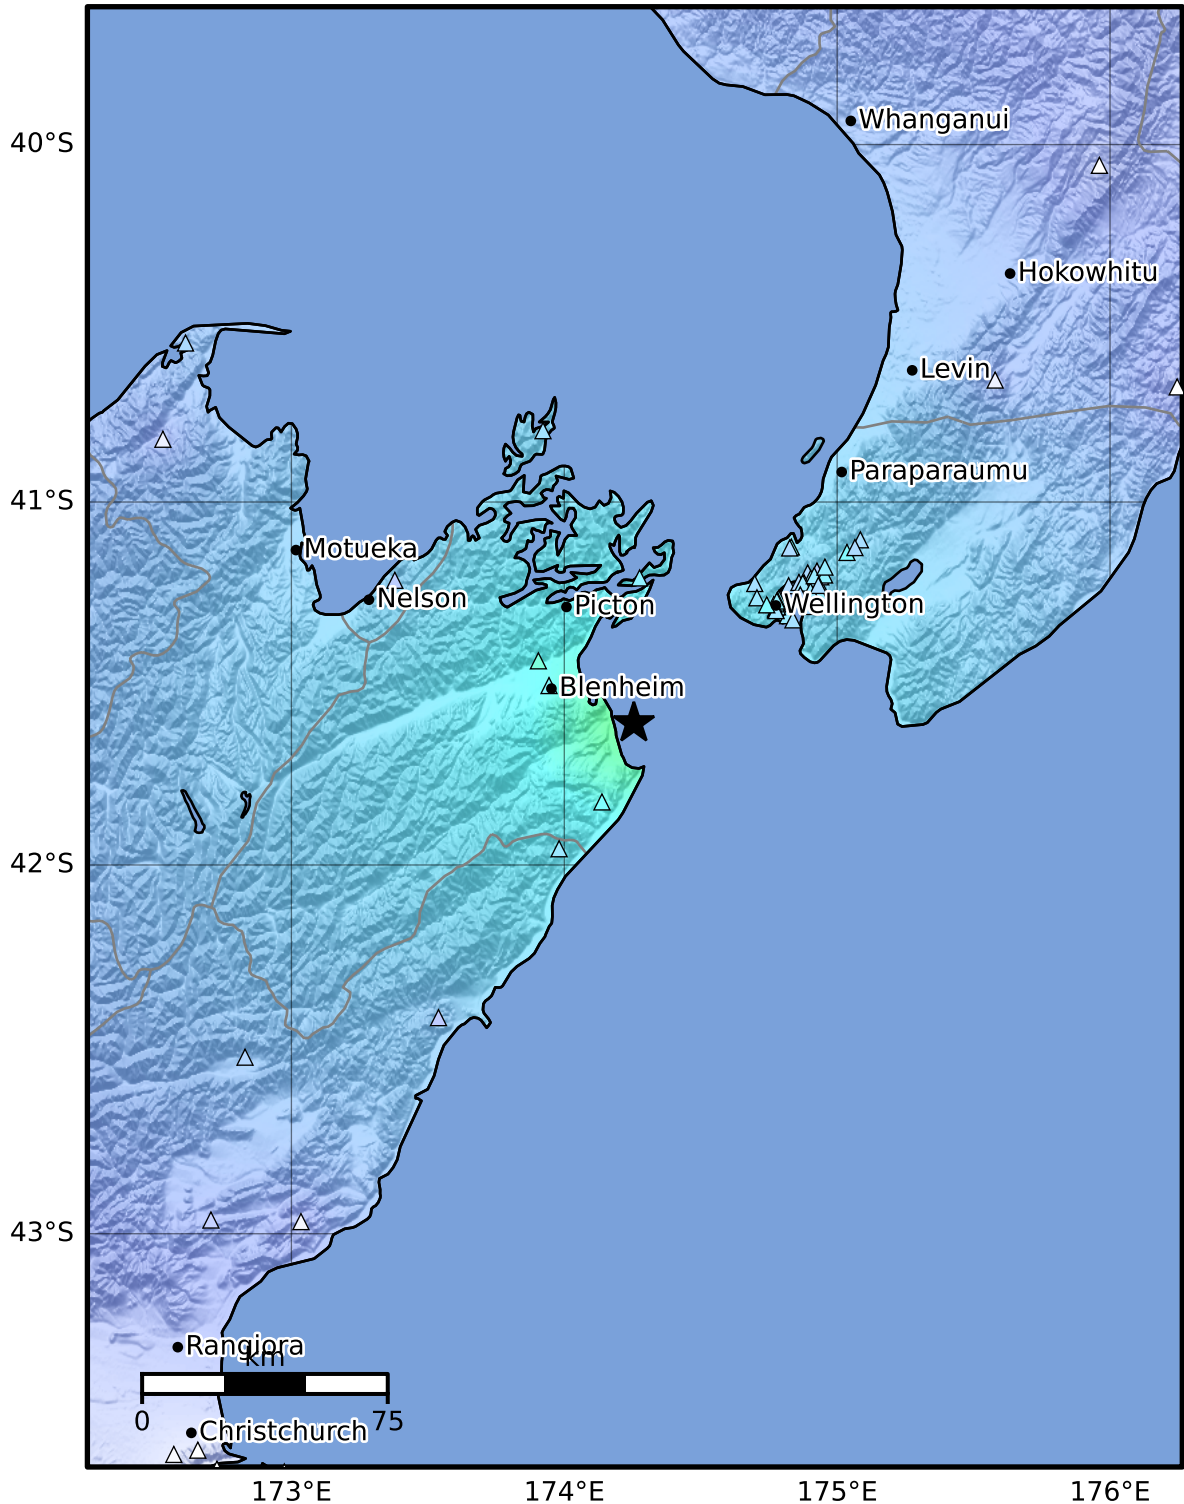 Whanganui
40°S
Hokowhitu
Levin
Paraparaumu
41°S
Motueka
Nelson
Picton
Wellington
Blenheim
42°S
43°S
Rangiora
km
0
75
Christchurch
173°E
174°E
175°E
176°E